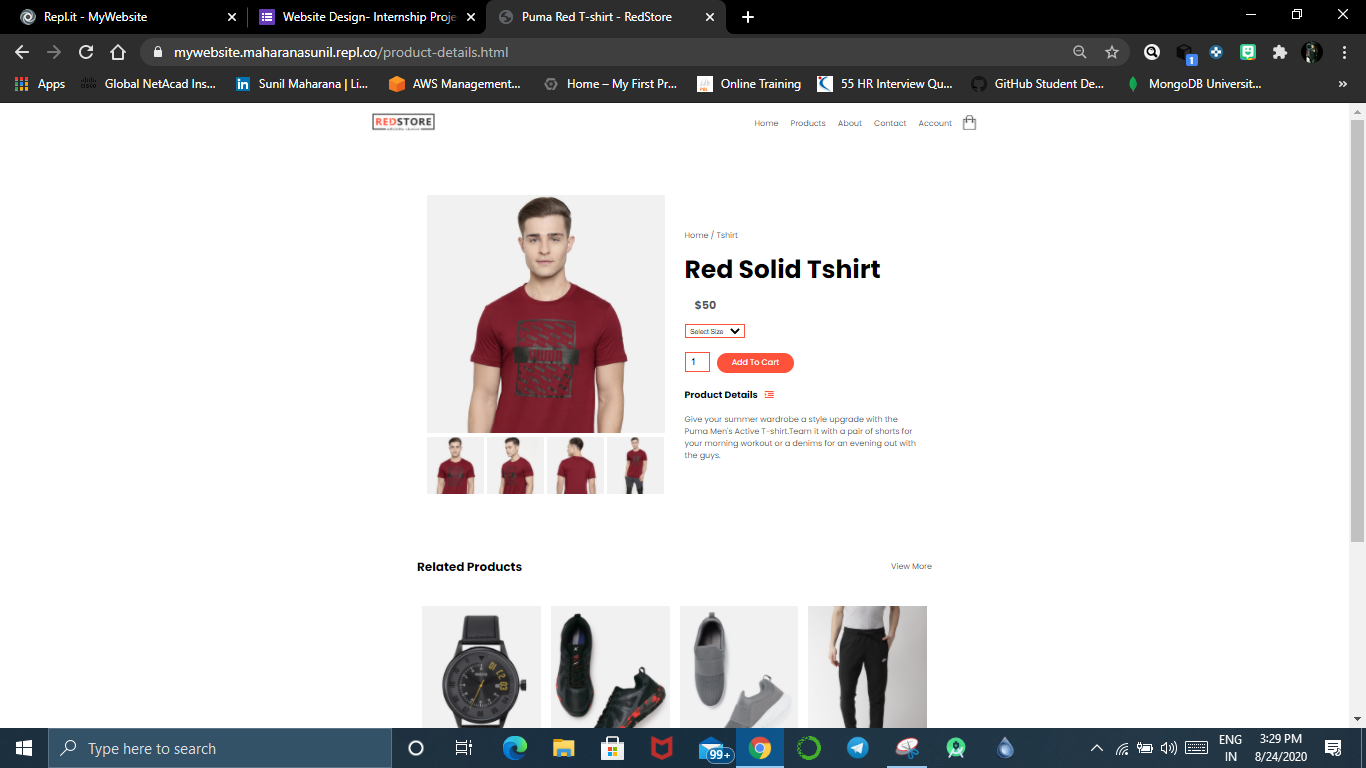 Repl.it - MyWebsite
Website Design- Internship Proje
Puma Red T-shirt - RedStore
mywebsite.maharanasunil.repl.co/product-details.html
1
Apps
Global NetAcad Ins...
Sunil Maharana | Li...
AWS Management...
Home – My First Pr...
Online Training
55 HR Interview Qu...
GitHub Student De...
MongoDB Universit...
REDSTORE
Home
Products
About
Contact
Account
Home / Tshirt
Red Solid Tshirt
$50
Select Size
1
Add To Cart
Product Details
Give your summer wardrobe a style upgrade with the
Puma Men's Active T-shirt.Team it with a pair of shorts for
your morning workout or a denims for an evening out with
the guys.
Related Products
View More
Type here to search
99+
ENG
IN
3:29 PM
8/24/2020